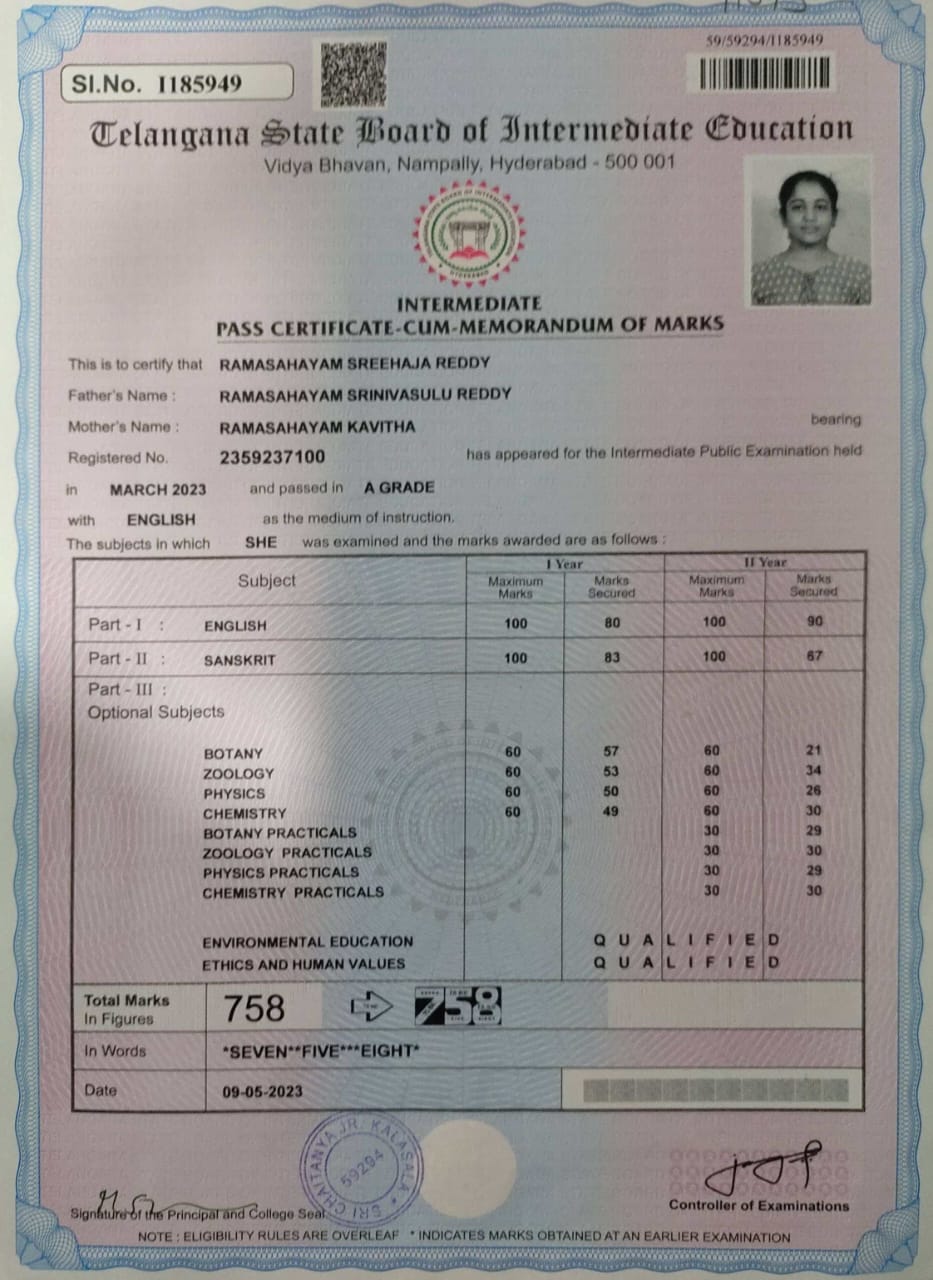 59/59294/I185949
Sl.No. I185949
Telangana State Board of Intermediate Education
Vidya Bhavan, Nampally, Hyderabad - 500 001
INTERMEDIATE
PASS CERTIFICATE-CUM-MEMORANDUM OF MARKS
This is to certify that RAMASAHAYAM SREEHAJA REDDY
Father's Name : RAMASAHAYAM SRINIVASULU REDDY
Mother's Name : RAMASAHAYAM KAVITHA bearing
Registered No. 2359237100 has appeared for the Intermediate Public Examination held
in MARCH 2023 and passed in A GRADE
with ENGLISH as the medium of instruction.
The subjects in which SHE was examined and the marks awarded are as follows :
Subject I Year II Year
Maximum Marks Marks Secured Maximum Marks Marks Secured
Part - I : ENGLISH 100 80 100 90
Part - II : SANSKRIT 100 83 100 67
Part - III :
Optional Subjects
BOTANY 60 57 60 21
ZOOLOGY 60 53 60 34
PHYSICS 60 50 60 26
CHEMISTRY 60 49 60 30
BOTANY PRACTICALS 30 29
ZOOLOGY PRACTICALS 30 30
PHYSICS PRACTICALS 30 29
CHEMISTRY PRACTICALS 30 30
ENVIRONMENTAL EDUCATION QUALIFIED
ETHICS AND HUMAN VALUES QUALIFIED
Total Marks In Figures 758 758
In Words *SEVEN**FIVE***EIGHT*
Date 09-05-2023
SRI CHAITANYA JR. KALASALA
59294
Signature of the Principal and College Seal
Controller of Examinations
NOTE : ELIGIBILITY RULES ARE OVERLEAF * INDICATES MARKS OBTAINED AT AN EARLIER EXAMINATION